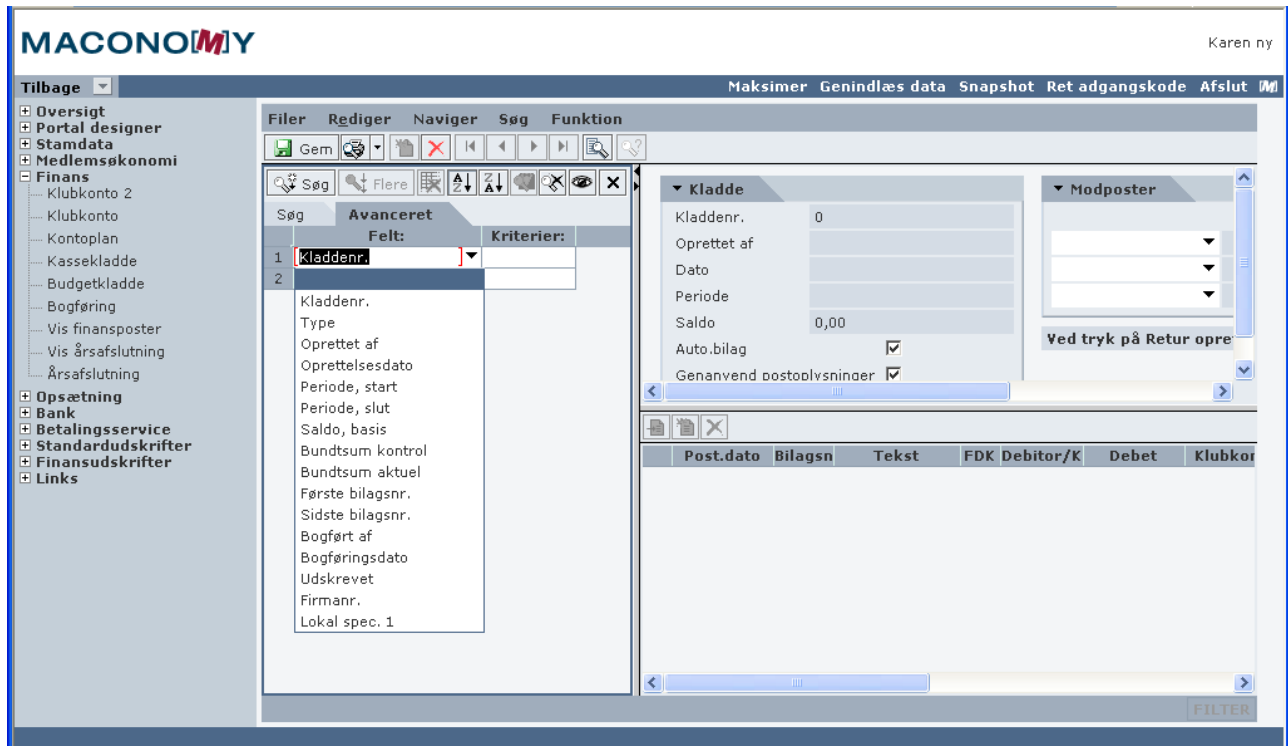 MACONO[M]Y
Karen ny
Tilbage
Maksimer Genindlæs data Snapshot Ret adgangskode Afslut [M]
Oversigt
Portal designer
Stamdata
Medlemsøkonomi
Finans
Klubkonto 2
Klubkonto
Kontoplan
Kassekladde
Budgetkladde
Bogføring
Vis finansposter
Vis årsafslutning
Årsafslutning
Opsætning
Bank
Betalingsservice
Standardudskrifter
Finansudskrifter
Links
Filer Rediger Naviger Søg Funktion
Gem
Søg Flere
Søg Avanceret
Felt: Kriterier:
1 Kladdenr.
2
Kladdenr.
Type
Oprettet af
Oprettelsesdato
Periode, start
Periode, slut
Saldo, basis
Bundtsum kontrol
Bundtsum aktuel
Første bilagsnr.
Sidste bilagsnr.
Bogført af
Bogføringsdato
Udskrevet
Firmanr.
Lokal spec. 1
Kladde
Kladdenr. 0
Oprettet af
Dato
Periode
Saldo 0,00
Auto.bilag
Genanvend postoplysninger
Modposter
Ved tryk på Retur opre
Post.dato Bilagsn Tekst FDK Debitor/K Debet Klubkor
FILTER